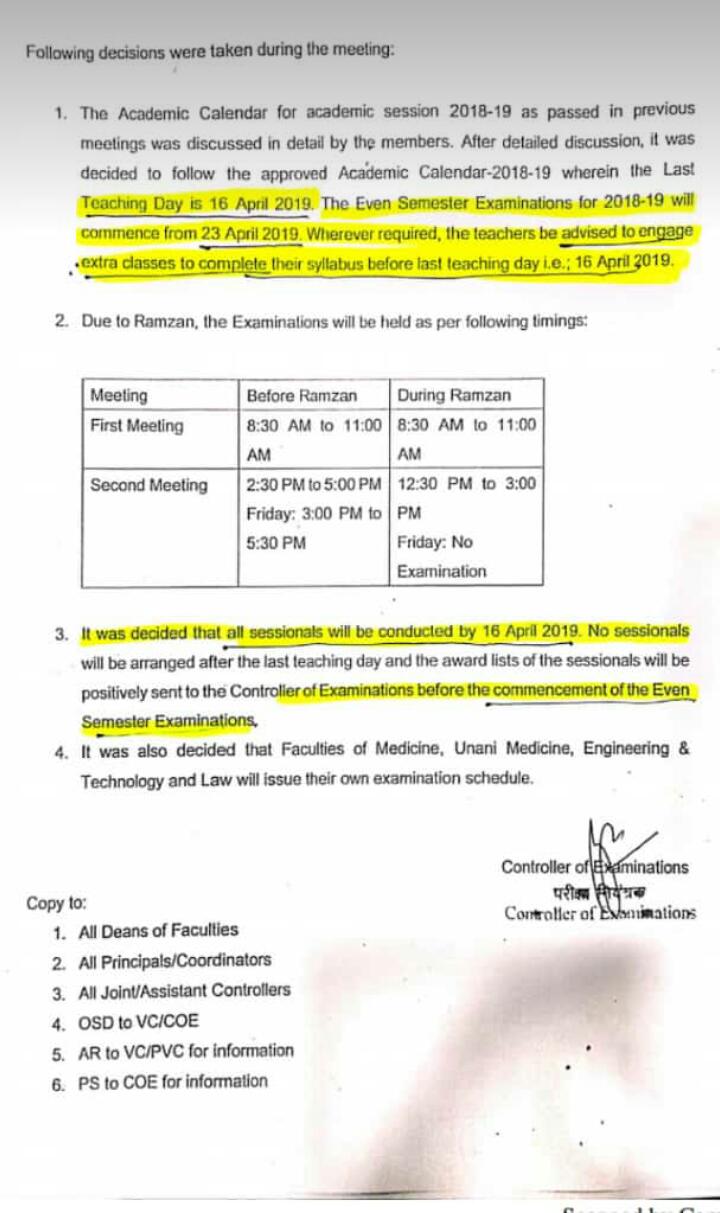 Following decisions were taken during the meeting:
1. The Academic Calendar for academic session 2018-19 as passed in previous
meetings was discussed in detail by the members. After detailed discussion, it was
decided to follow the approved Academic Calendar-2018-19 wherein the Last
Teaching Day is 16 April 2019. The Even Semester Examinations for 2018-19 will
commence from 23 April 2019. Wherever required, the teachers be advised to engage
extra classes to complete their syllabus before last teaching day i.e.; 16 April 2019.
2. Due to Ramzan, the Examinations will be held as per following timings:
Meeting Before Ramzan During Ramzan
First Meeting 8:30 AM to 11:00 8:30 AM to 11:00
AM AM
Second Meeting 2:30 PM to 5:00 PM 12:30 PM to 3:00
Friday: 3:00 PM to PM
5:30 PM Friday: No
Examination
3. It was decided that all sessionals will be conducted by 16 April 2019. No sessionals
will be arranged after the last teaching day and the award lists of the sessionals will be
positively sent to the Controller of Examinations before the commencement of the Even
Semester Examinations.
4. It was also decided that Faculties of Medicine, Unani Medicine, Engineering &
Technology and Law will issue their own examination schedule.
Controller of Examinations
परीक्षा नियंत्रक
Controller of Examinations
Copy to:
1. All Deans of Faculties
2. All Principals/Coordinators
3. All Joint/Assistant Controllers
4. OSD to VC/COE
5. AR to VC/PVC for information
6. PS to COE for information